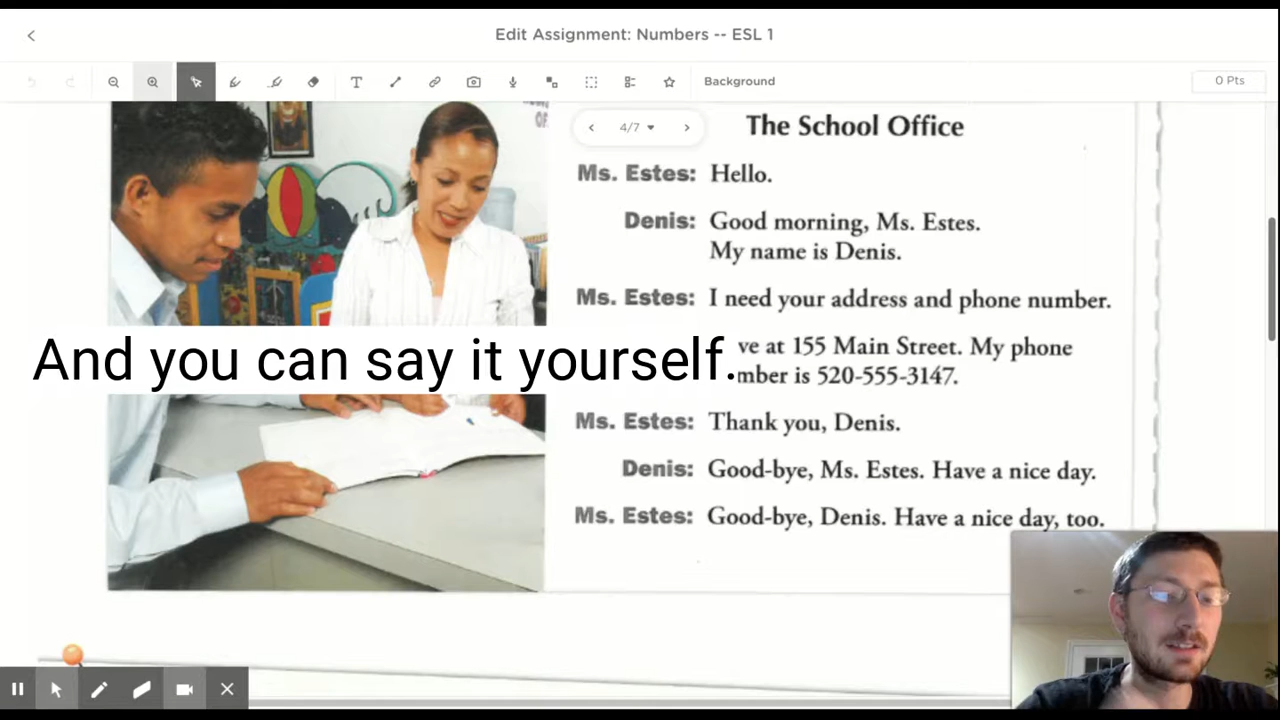 Edit Assignment: Numbers -- ESL 1
T
Background
0 Pts
4/7
The School Office
Ms. Estes: Hello.
Denis: Good morning, Ms. Estes.
My name is Denis.
Ms. Estes: I need your address and phone number.
ve at 155 Main Street. My phone
mber is 520-555-3147.
And you can say it yourself.
Ms. Estes: Thank you, Denis.
Denis: Good-bye, Ms. Estes. Have a nice day.
Ms. Estes: Good-bye, Denis. Have a nice day, too.